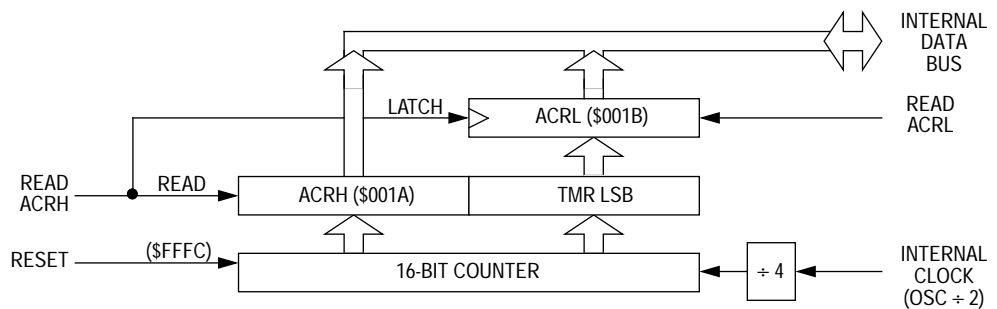 INTERNAL
DATA
BUS
LATCH
ACRL ($001B)
READ
ACRL
READ
ACRH
READ
ACRH ($001A)
TMR LSB
RESET
($FFFC)
16-BIT COUNTER
÷ 4
INTERNAL
CLOCK
(OSC ÷ 2)